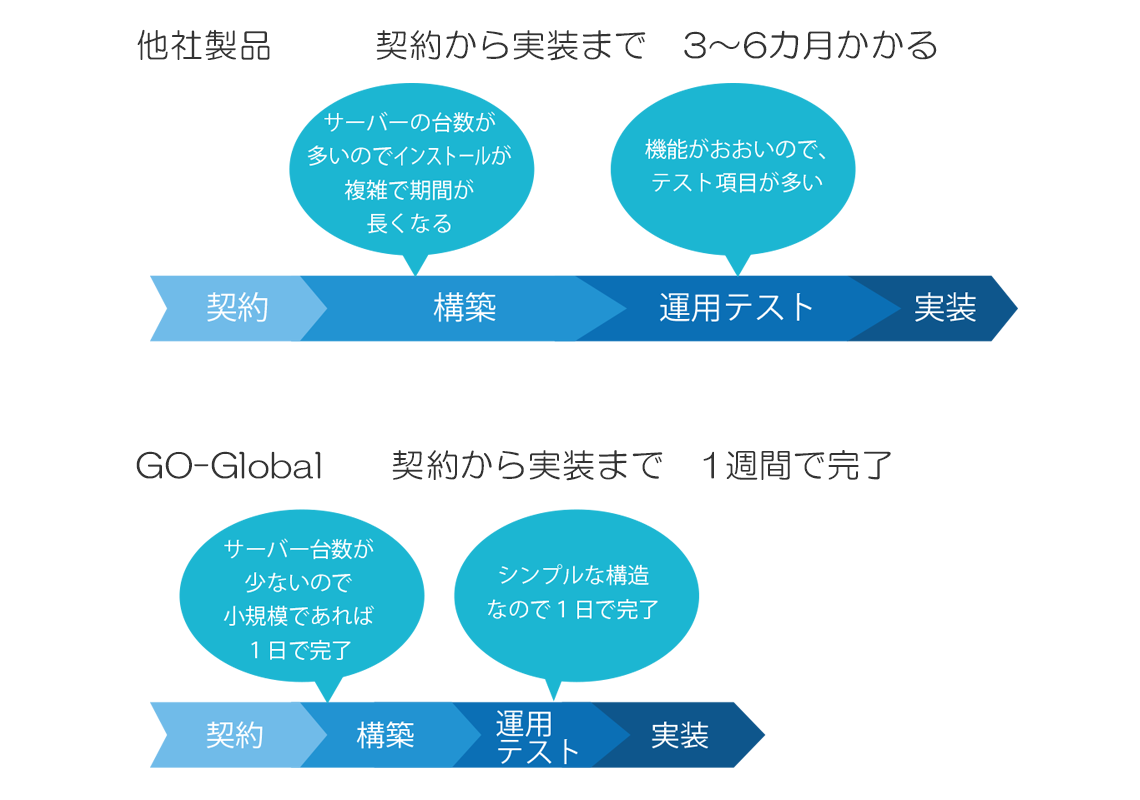 他社製品　契約から実装まで　3～6カ月かかる
サーバーの台数が
多いのでインストールが
複雑で期間が
長くなる
機能がおおいので、
テスト項目が多い
契約
構築
運用テスト
実装
GO-Global　契約から実装まで　1週間で完了
サーバー台数が
少ないので
小規模であれば
１日で完了
シンプルな構造
なので１日で完了
契約
構築
運用
テスト
実装